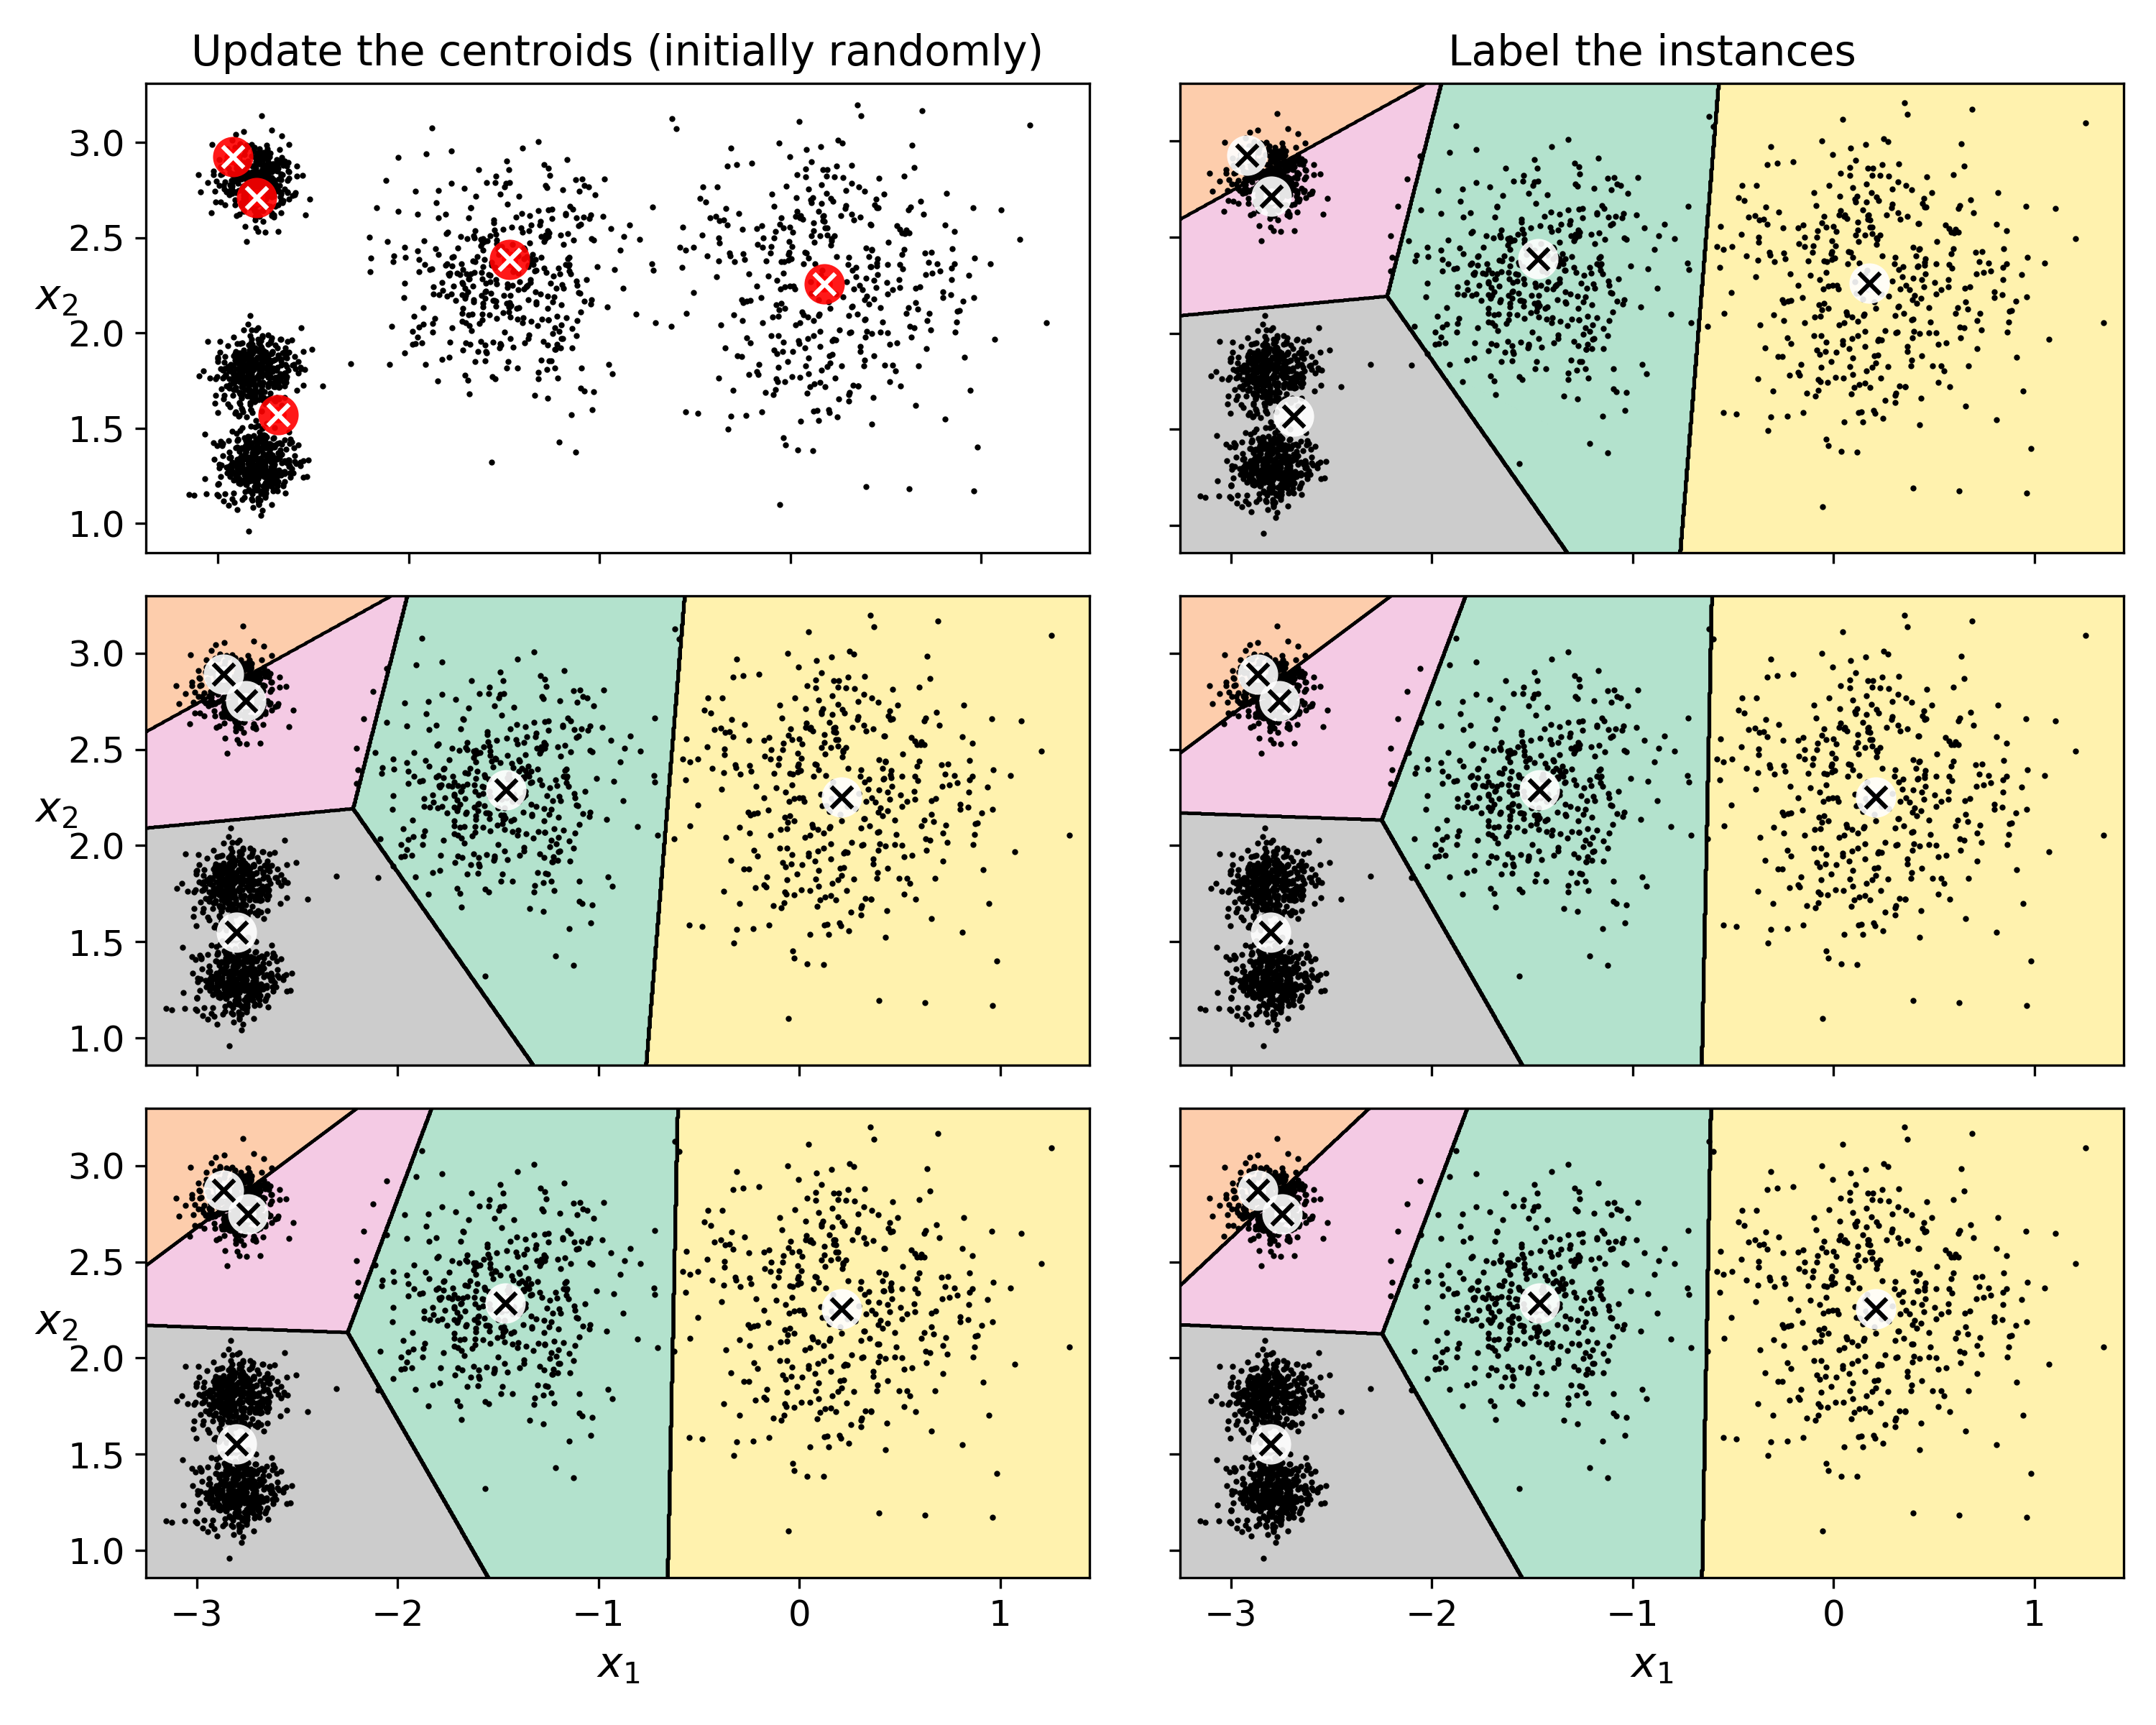 Update the centroids (initially randomly)
Label the instances
3.0
2.5
x₂
2.0
1.5
1.0
3.0
2.5
x₂
2.0
1.5
1.0
3.0
2.5
x₂
2.0
1.5
1.0
−3 −2 −1 0 1
−3 −2 −1 0 1
x₁
x₁